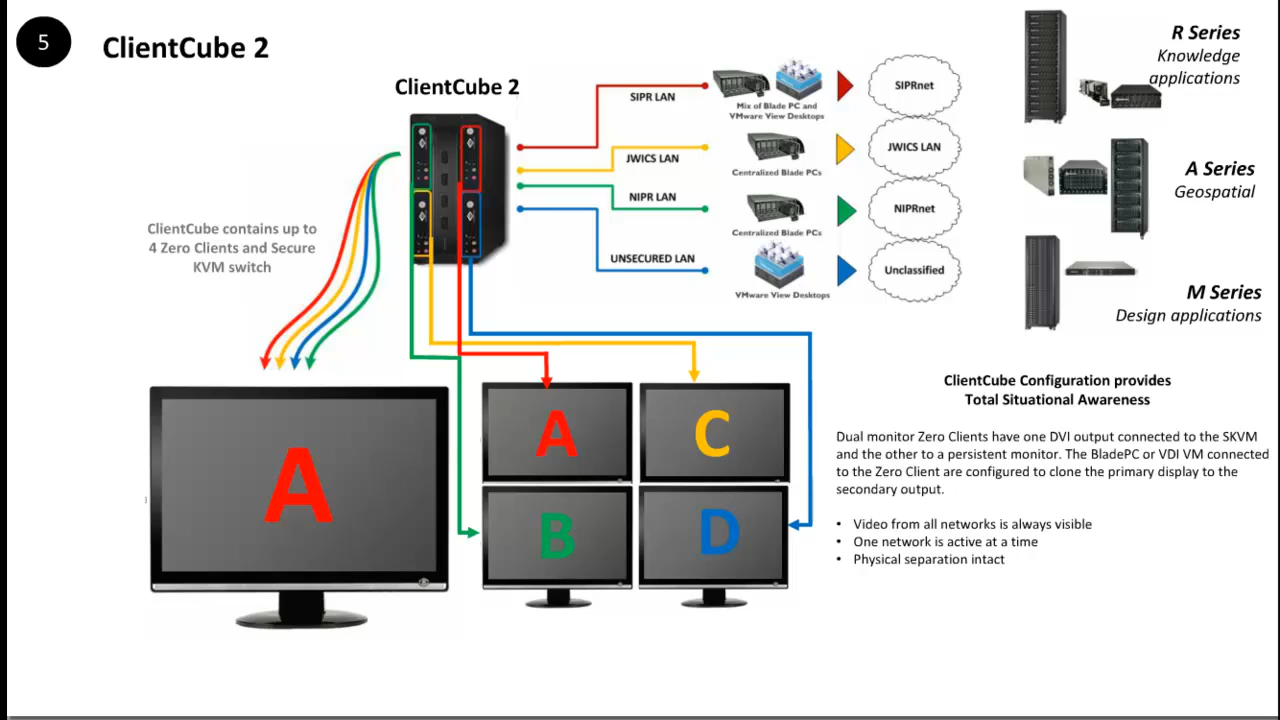 5
ClientCube 2
ClientCube 2
SIPR LAN
Mix of Blade PC and
VMware View Desktops
SIPRnet
JWICS LAN
Centralized Blade PCs
JWICS LAN
NIPR LAN
Centralized Blade PCs
NIPRnet
UNSECURED LAN
VMware View Desktops
Unclassified
R Series
Knowledge
applications
A Series
Geospatial
M Series
Design applications
ClientCube contains up to
4 Zero Clients and Secure
KVM switch
A
A
C
B
D
ClientCube Configuration provides
Total Situational Awareness
Dual monitor Zero Clients have one DVI output connected to the SKVM
and the other to a persistent monitor. The BladePC or VDI VM connected
to the Zero Client are configured to clone the primary display to the
secondary output.
• Video from all networks is always visible
• One network is active at a time
• Physical separation intact